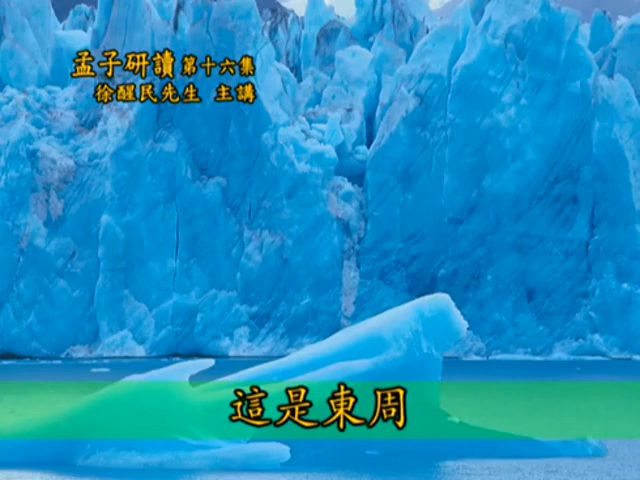 孟子研讀 第十六集
徐醒民先生 主講
這是東周